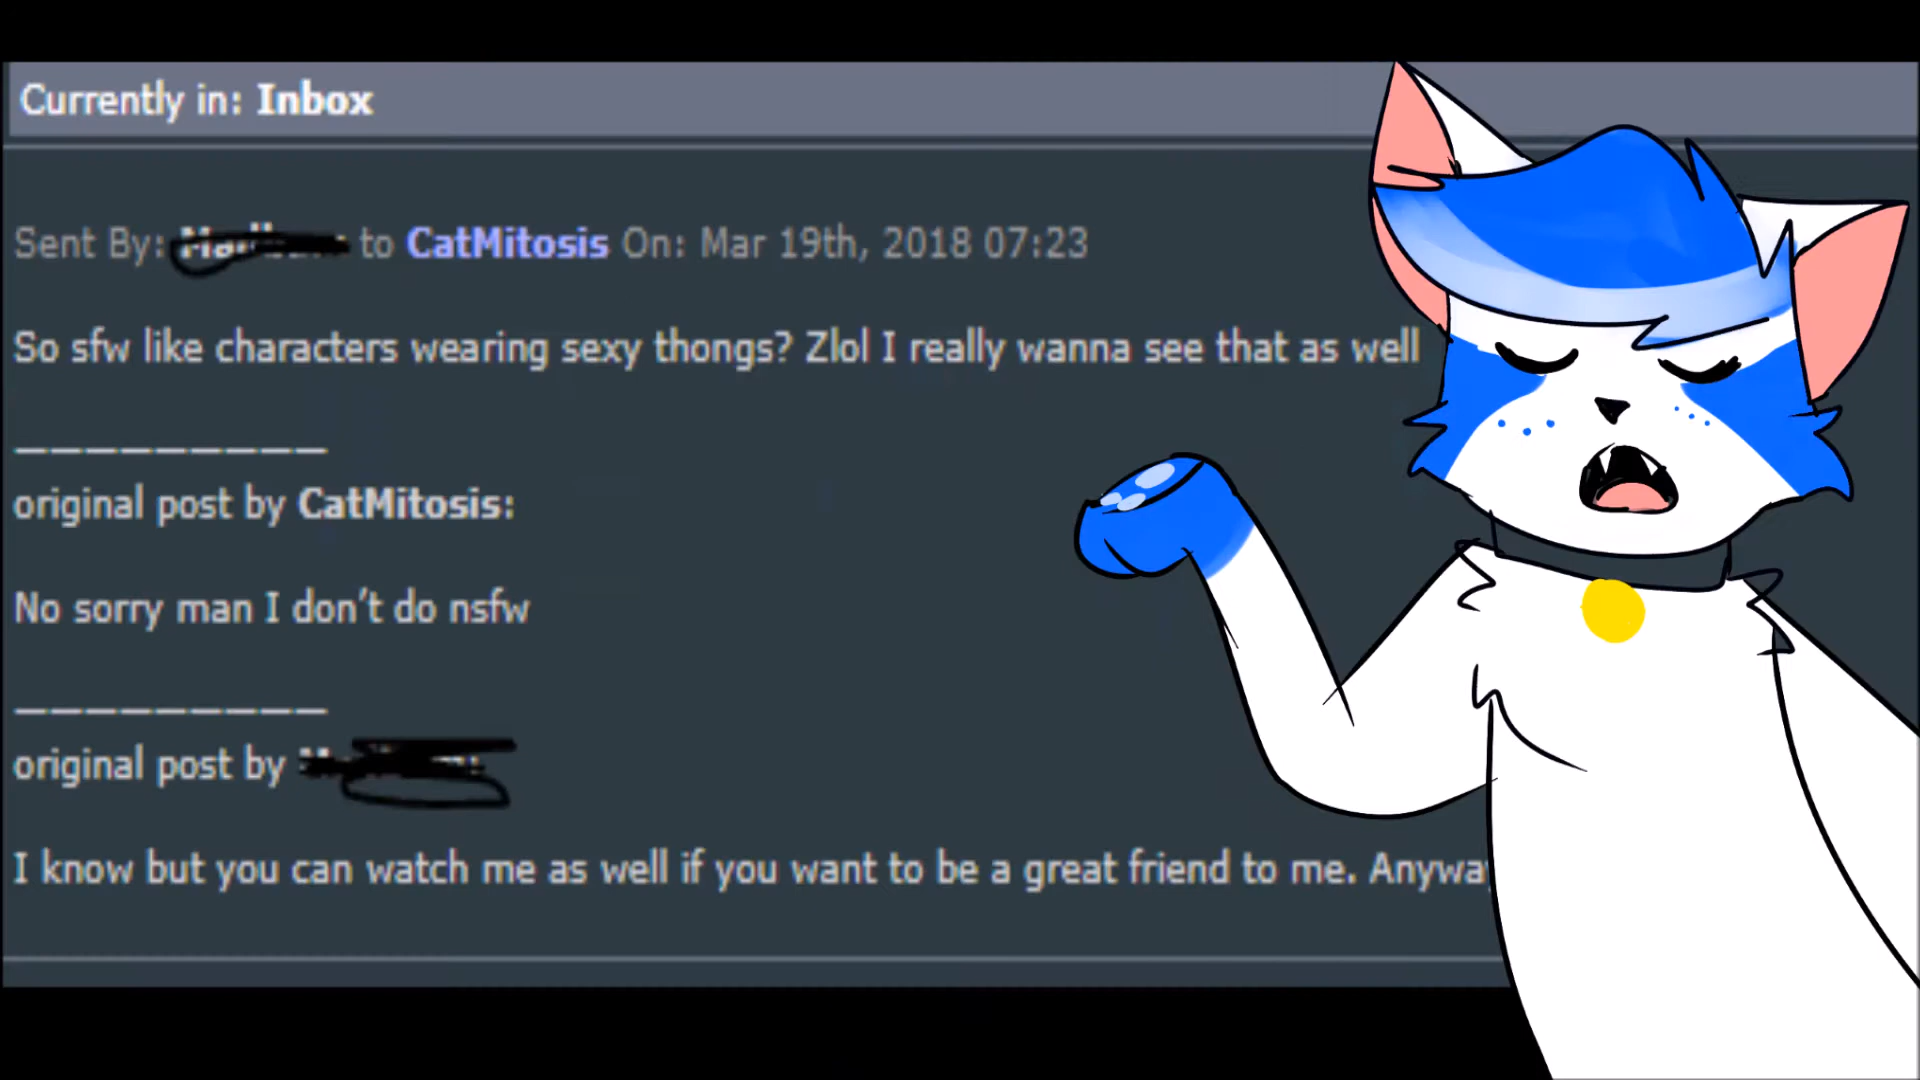 Currently in: Inbox
Sent By: to CatMitosis On: Mar 19th, 2018 07:23
So sfw like characters wearing sexy thongs? Zlol I really wanna see that as well
_________
original post by CatMitosis:
No sorry man I don't do nsfw
_________
original post by
I know but you can watch me as well if you want to be a great friend to me.